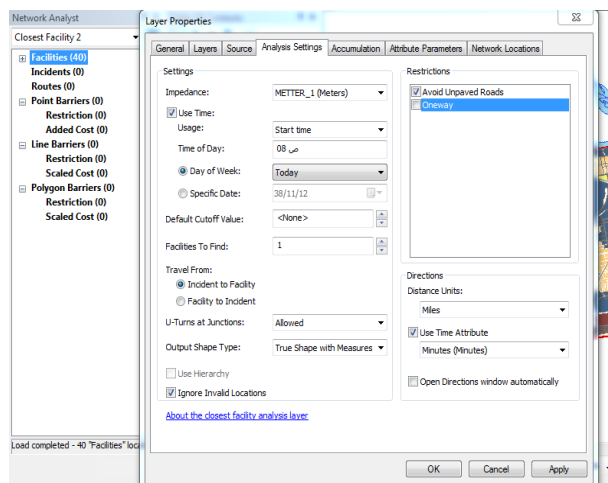 Network Analyst
Closest Facility 2
Facilities (40)
Incidents (0)
Routes (0)
Point Barriers (0)
Restriction (0)
Added Cost (0)
Line Barriers (0)
Restriction (0)
Scaled Cost (0)
Polygon Barriers (0)
Restriction (0)
Scaled Cost (0)
Load completed - 40 "Facilities"
Layer Properties
General Layers Source Analysis Settings Accumulation Attribute Parameters Network Locations
Settings
Impedance: METTER_1 (Meters)
Use Time:
Usage: Start time
Time of Day: 08 ص
Day of Week: Today
Specific Date: 38/11/12
Default Cutoff Value: <None>
Facilities To Find: 1
Travel From:
Incident to Facility
Facility to Incident
U-Turns at Junctions: Allowed
Output Shape Type: True Shape with Measures
Use Hierarchy
Ignore Invalid Locations
About the closest facility analysis layer
Restrictions
Avoid Unpaved Roads
Oneway
Directions
Distance Units:
Miles
Use Time Attribute
Minutes (Minutes)
Open Directions window automatically
OK Cancel Apply